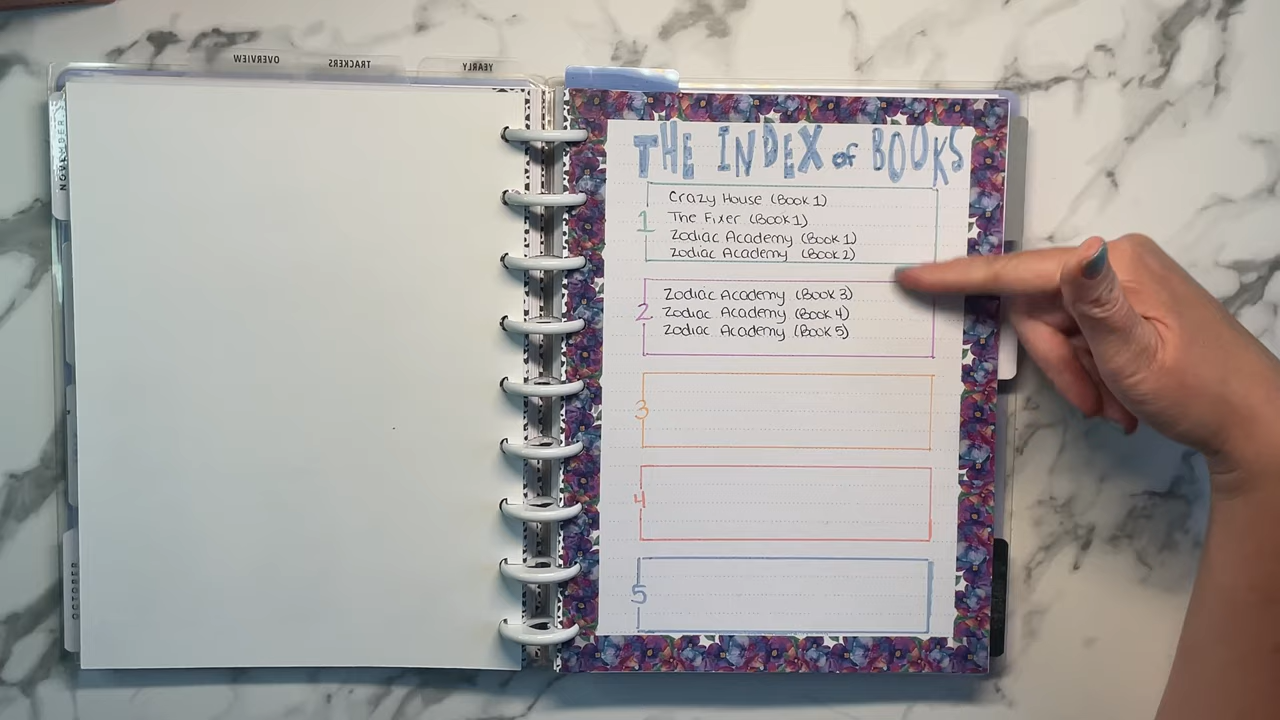 OVERVIEW
TRACKERS
YEARLY
NOVEMBER
OCTOBER
THE INDEX of BOOKS
1
Crazy House (Book 1)
The Fixer (Book 1)
Zodiac Academy (Book 1)
Zodiac Academy (Book 2)
2
Zodiac Academy (Book 3)
Zodiac Academy (Book 4)
Zodiac Academy (Book 5)
3
4
5